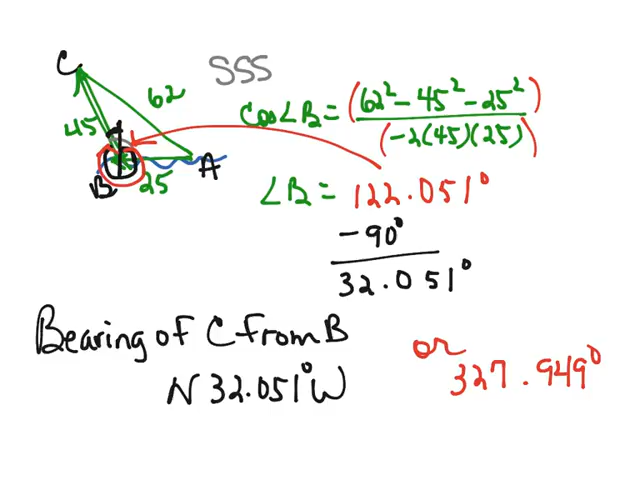 C
SSS
62
cos∠B = (62² - 45² - 25²)
(-2(45)(25))
45
A
B
25
∠B = 122.051°
-90°
32.051°
Bearing of C from B
N 32.051° W
or
327.949°